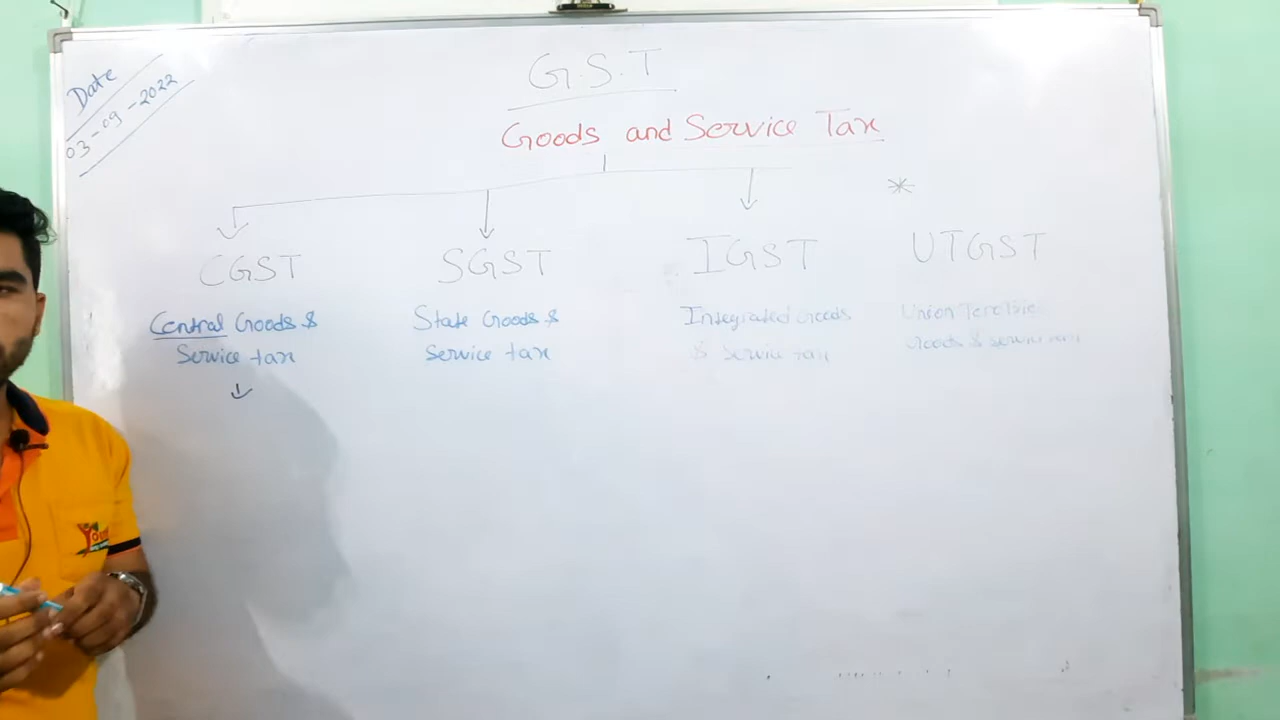 Date
03-09-2022
G.S.T
Goods and Service Tax
*
CGST
SGST
IGST
UTGST
Central Goods &
Service tax
State Goods &
Service tax
Integrated Goods
& Service tax
Union
Goods & service tax